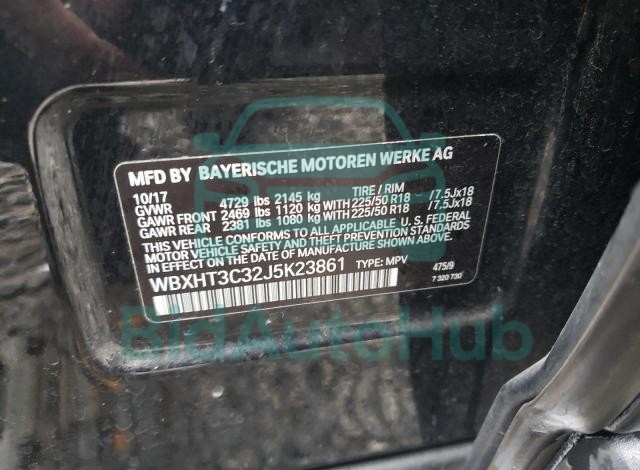 MFD BY BAYERISCHE MOTOREN WERKE AG
10/17 TIRE / RIM
GVWR 4729 lbs 2145 kg
GAWR FRONT 2469 lbs 1120 kg WITH 225/50 R18 /7.5Jx18
GAWR REAR 2381 lbs 1080 kg WITH 225/50 R18 /7.5Jx18
THIS VEHICLE CONFORMS TO ALL APPLICABLE U.S. FEDERAL
MOTOR VEHICLE SAFETY, BUMPER, AND THEFT PREVENTION
STANDARDS IN EFFECT ON THE DATE OF MANUFACTURE SHOWN ABOVE.
WBXHT3C32J5K23861 TYPE: MPV 475/9
7 320 730
BidAutoHub